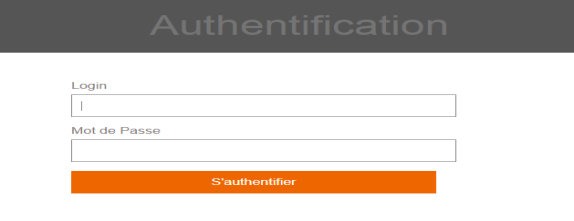 Authentification
Login
Mot de Passe
S'authentifier